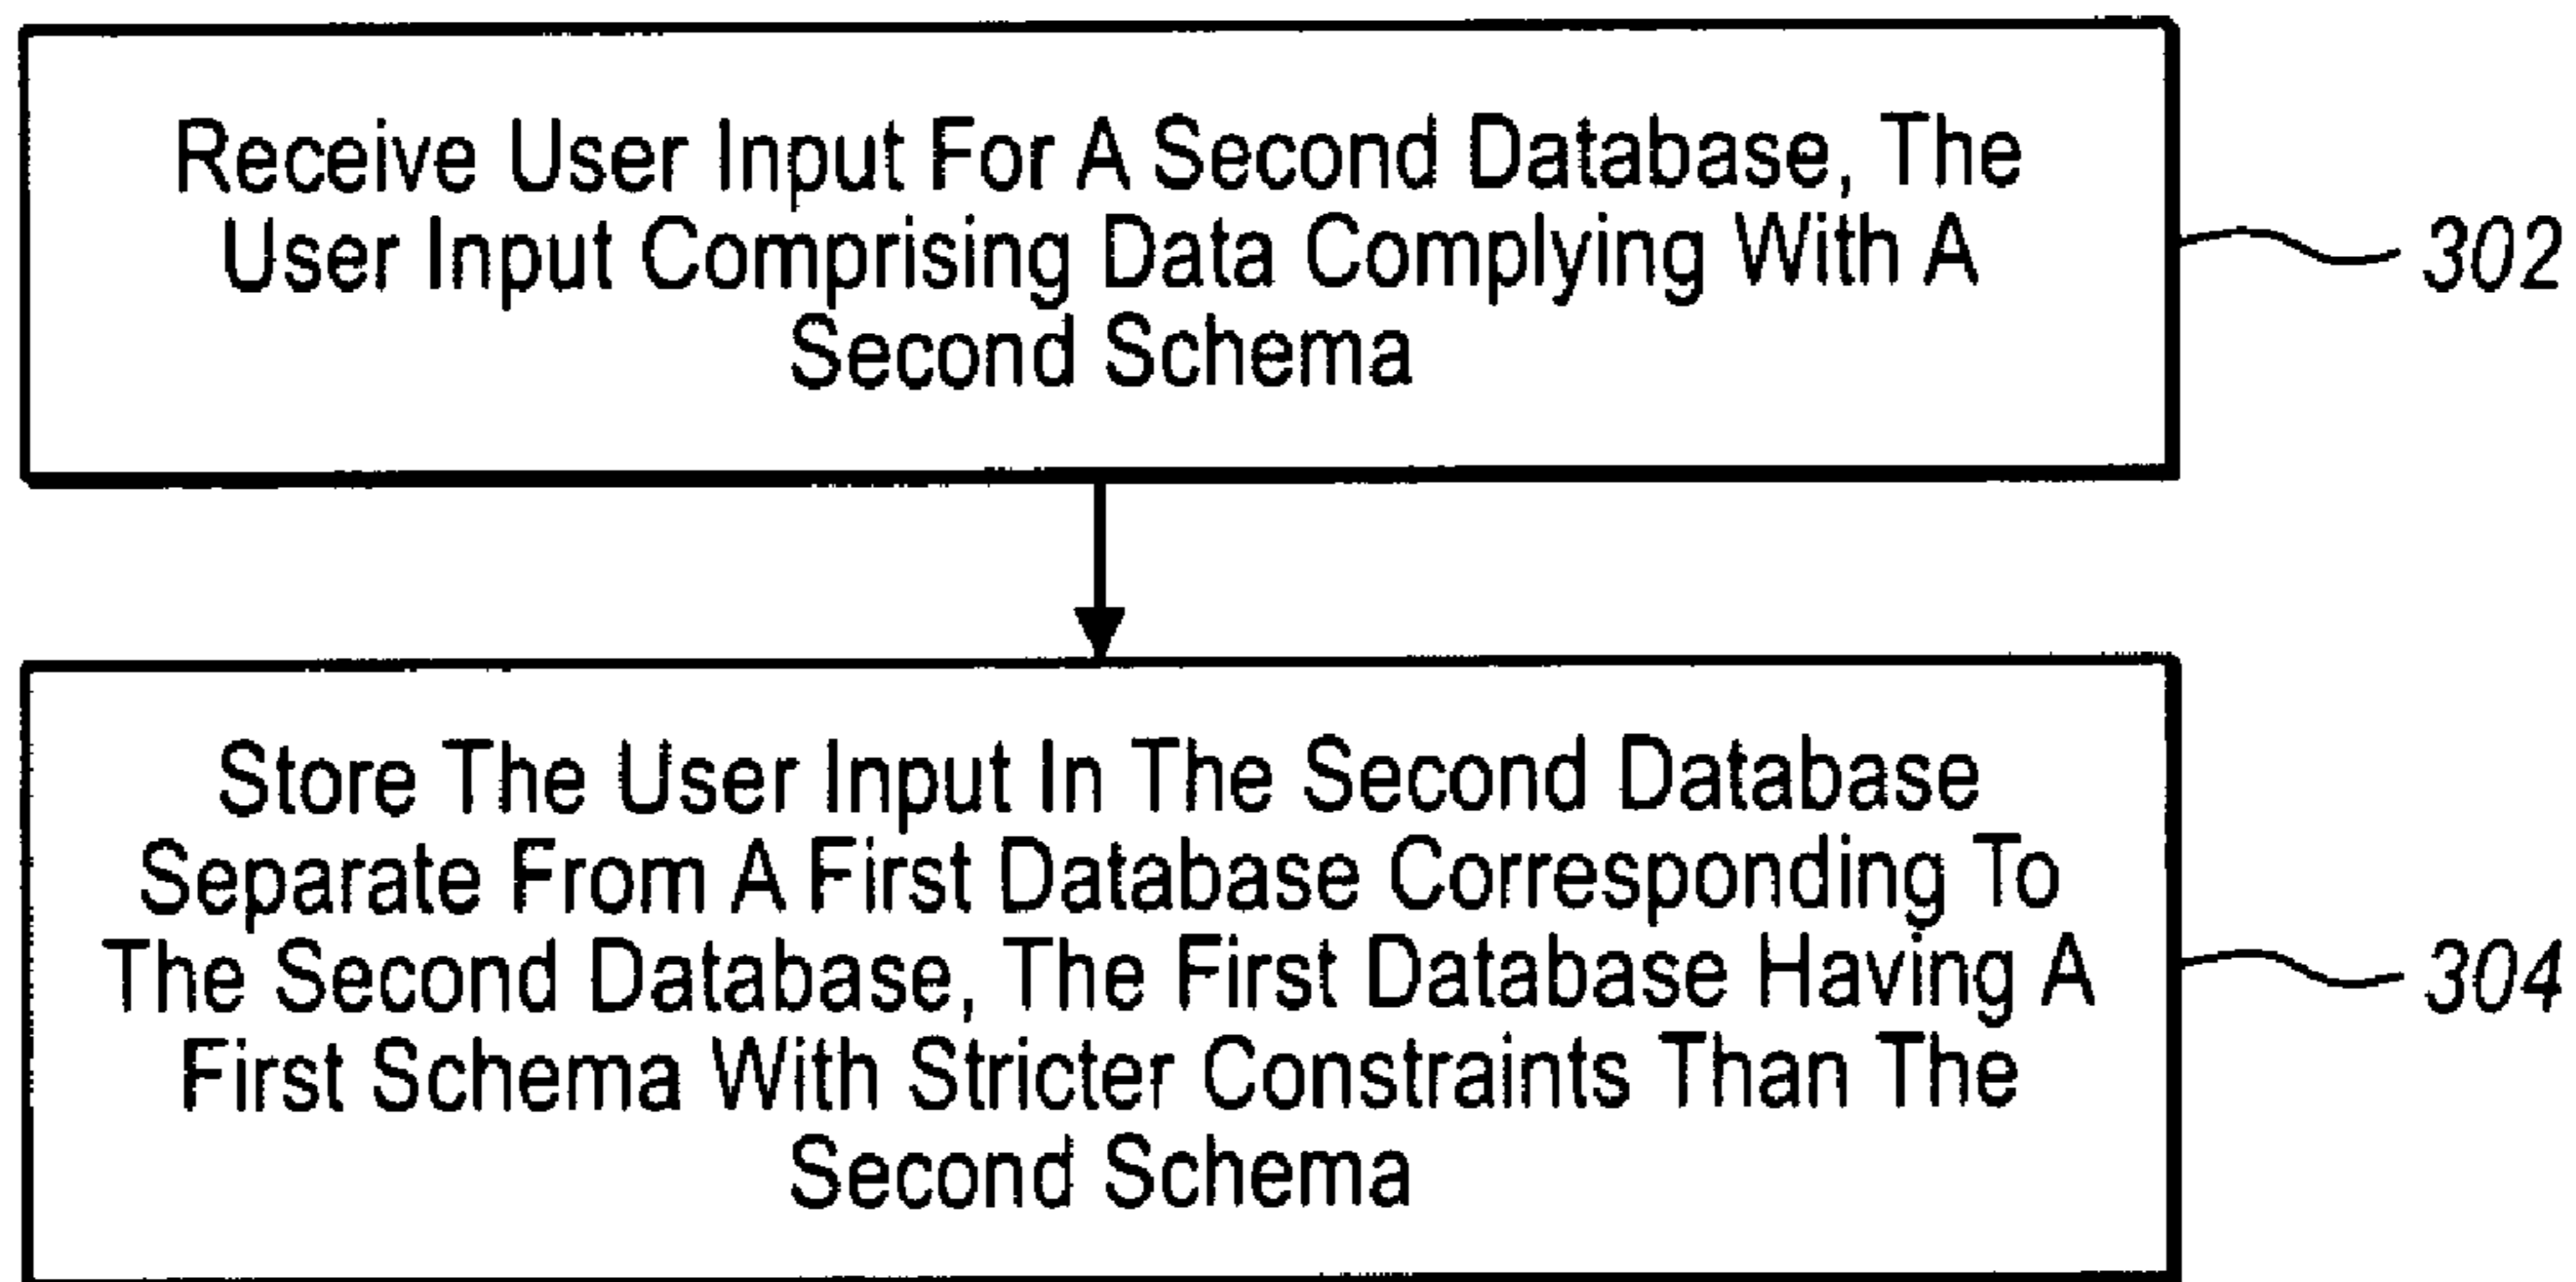 Receive User Input For A Second Database, The
User Input Comprising Data Complying With A
Second Schema
302
Store The User Input In The Second Database
Separate From A First Database Corresponding To
The Second Database, The First Database Having A
First Schema With Stricter Constraints Than The
Second Schema
304